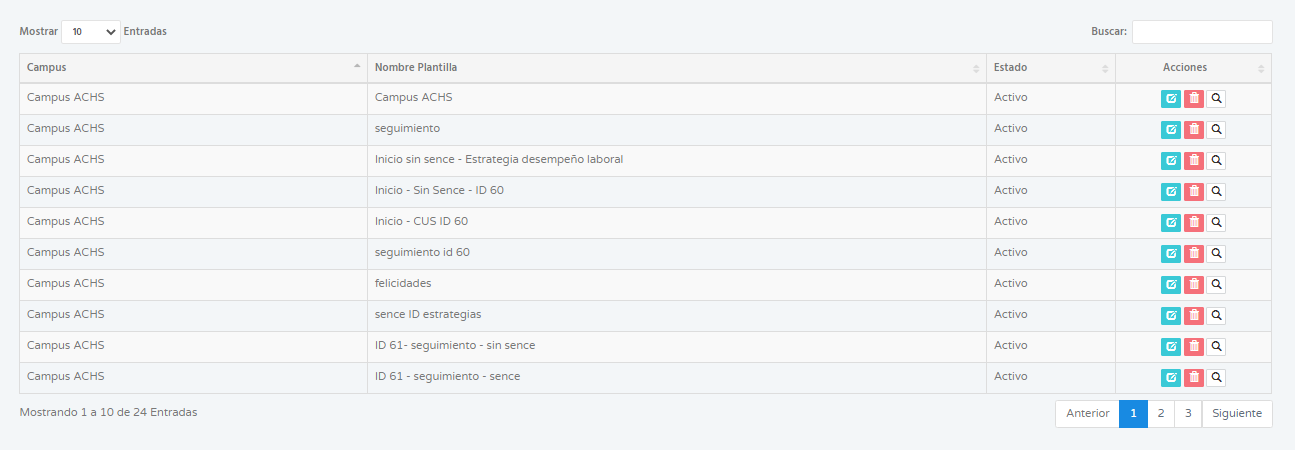 Mostrar 10 Entradas Buscar:
Campus Nombre Plantilla Estado Acciones
Campus ACHS Campus ACHS Activo
Campus ACHS seguimiento Activo
Campus ACHS Inicio sin sence - Estrategia desempeño laboral Activo
Campus ACHS Inicio - Sin Sence - ID 60 Activo
Campus ACHS Inicio - CUS ID 60 Activo
Campus ACHS seguimiento id 60 Activo
Campus ACHS felicidades Activo
Campus ACHS sence ID estrategias Activo
Campus ACHS ID 61- seguimiento - sin sence Activo
Campus ACHS ID 61 - seguimiento - sence Activo
Mostrando 1 a 10 de 24 Entradas Anterior 1 2 3 Siguiente